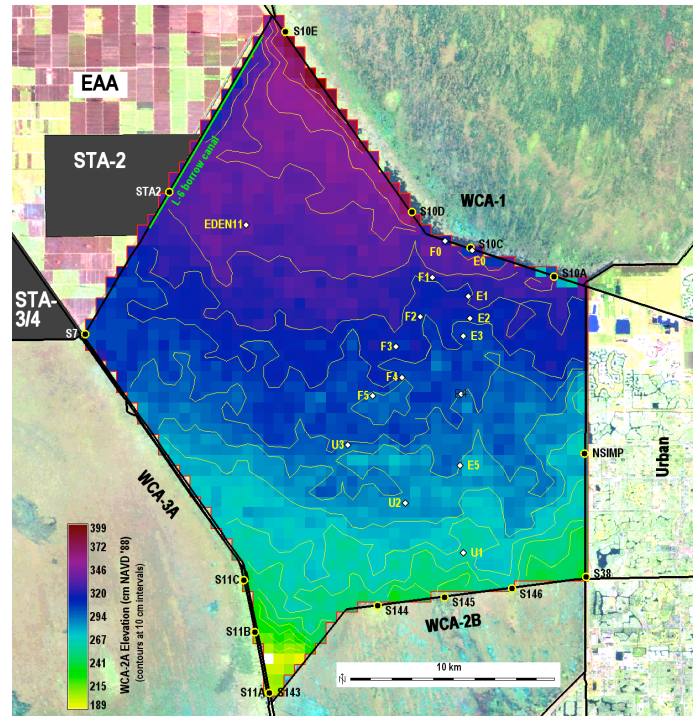 S10E
EAA
STA-2
STA2
L-6 borrow canal
WCA-1
EDEN11
S10D
F0
S10C
E0
S10A
F1
STA-
3/4
E1
F2
E2
S7
E3
F3
F4
F5
U3
NSIMP
E5
Urban
WCA-3A
U2
399
372
346
320
294
267
241
215
189
WCA-2A Elevation (cm NAVD '88)
(contours at 10 cm intervals)
U1
S11C
S38
S146
S145
S144
WCA-2B
S11B
10 km
N
S11A
S143